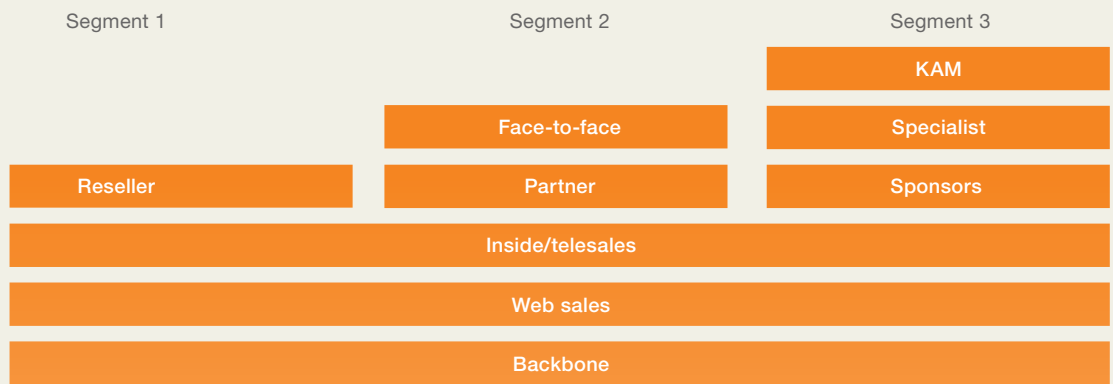 Segment 1 Segment 2 Segment 3
KAM
Face-to-face Specialist
Reseller Partner Sponsors
Inside/telesales
Web sales
Backbone